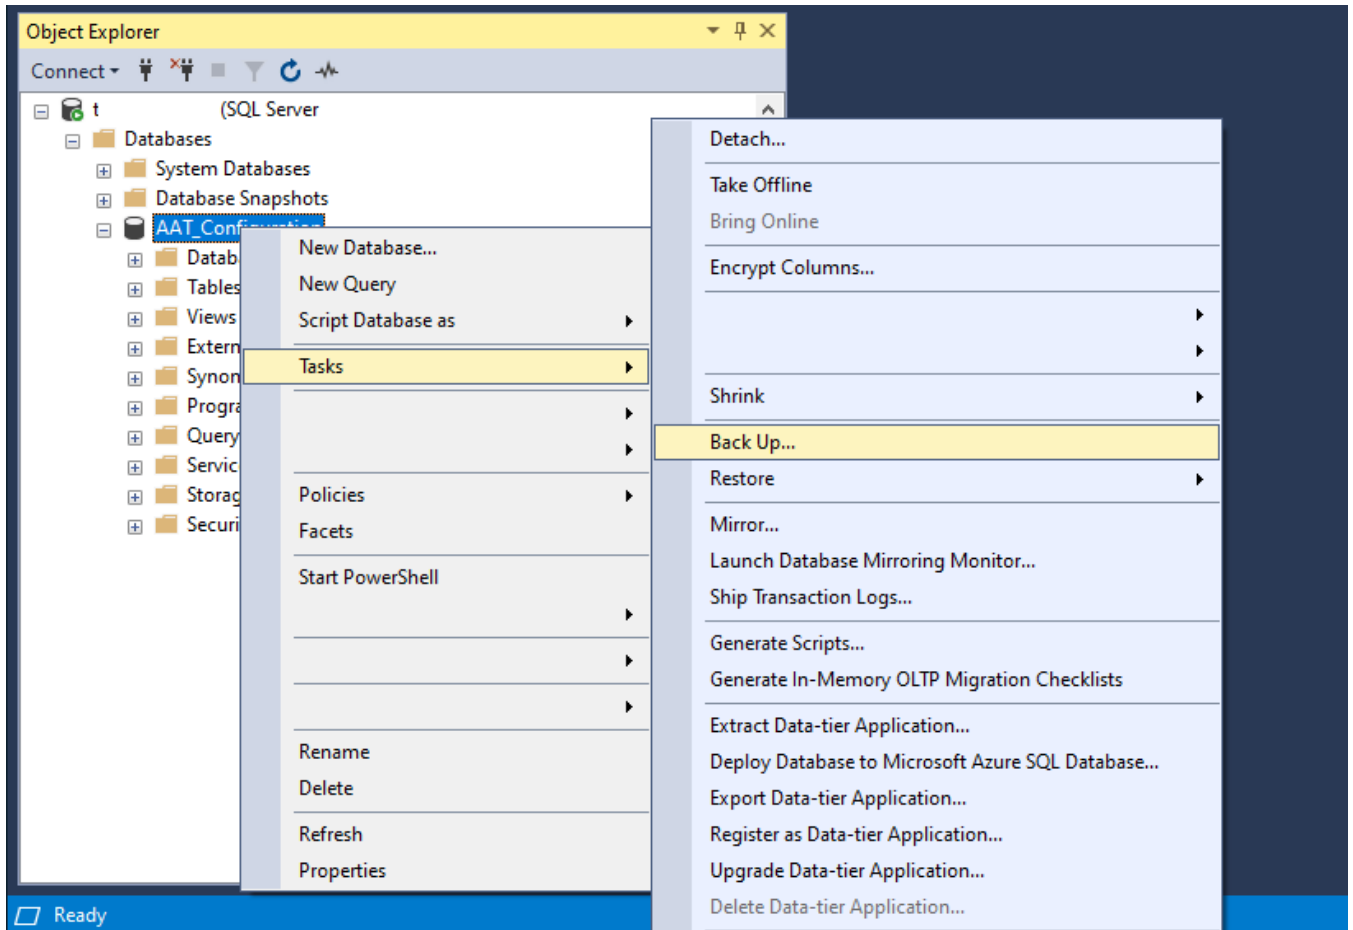 Object Explorer
Connect
t (SQL Server
Databases
System Databases
Database Snapshots
AAT_Configuration
Datab
Tables
Views
Extern
Synon
Progra
Query
Servic
Storag
Securi
New Database...
New Query
Script Database as
Tasks
Policies
Facets
Start PowerShell
Rename
Delete
Refresh
Properties
Detach...
Take Offline
Bring Online
Encrypt Columns...
Shrink
Back Up...
Restore
Mirror...
Launch Database Mirroring Monitor...
Ship Transaction Logs...
Generate Scripts...
Generate In-Memory OLTP Migration Checklists
Extract Data-tier Application...
Deploy Database to Microsoft Azure SQL Database...
Export Data-tier Application...
Register as Data-tier Application...
Upgrade Data-tier Application...
Delete Data-tier Application...
Ready